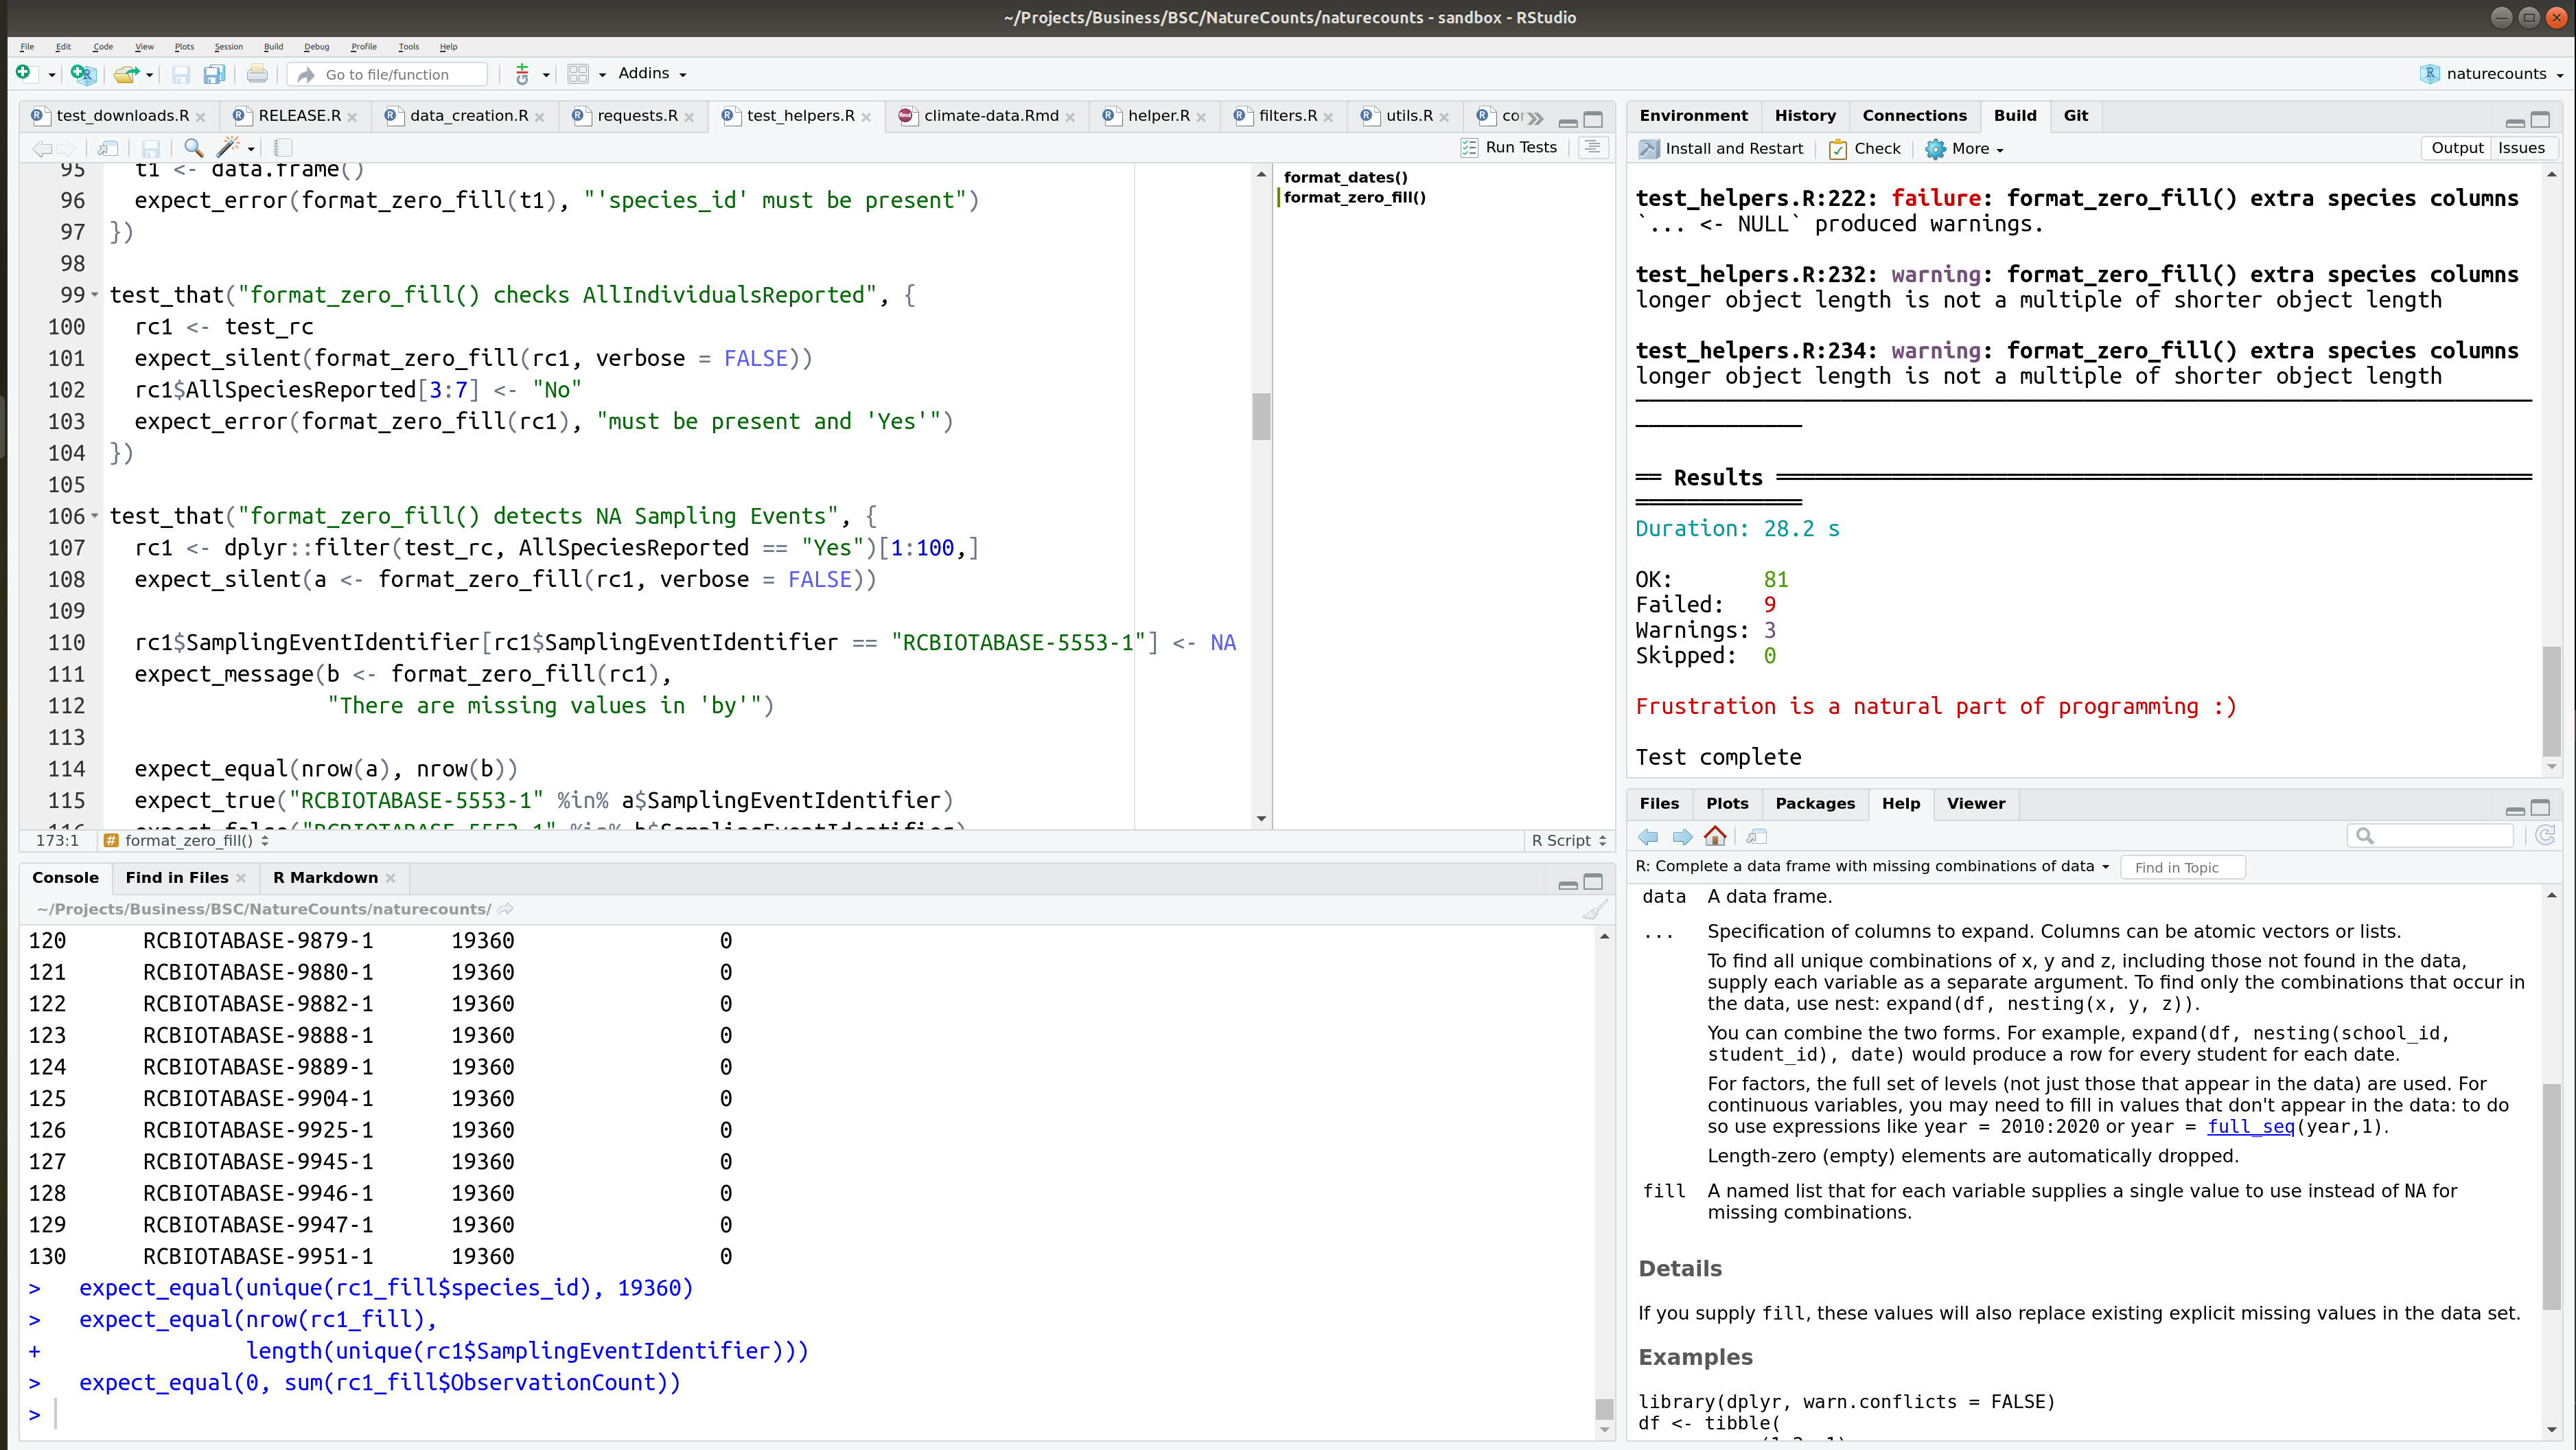 ~/Projects/Business/BSC/NatureCounts/naturecounts - sandbox - RStudio
File Edit Code View Plots Session Build Debug Profile Tools Help
Go to file/function Addins naturecounts
test_downloads.R RELEASE.R data_creation.R requests.R test_helpers.R climate-data.Rmd helper.R filters.R utils.R
Run Tests
95 t1 <- data.frame()
96 expect_error(format_zero_fill(t1), "'species_id' must be present")
97 })
98
99 test_that("format_zero_fill() checks AllIndividualsReported", {
100 rc1 <- test_rc
101 expect_silent(format_zero_fill(rc1, verbose = FALSE))
102 rc1$AllSpeciesReported[3:7] <- "No"
103 expect_error(format_zero_fill(rc1), "must be present and 'Yes'")
104 })
105
106 test_that("format_zero_fill() detects NA Sampling Events", {
107 rc1 <- dplyr::filter(test_rc, AllSpeciesReported == "Yes")[1:100,]
108 expect_silent(a <- format_zero_fill(rc1, verbose = FALSE))
109
110 rc1$SamplingEventIdentifier[rc1$SamplingEventIdentifier == "RCBIOTABASE-5553-1"] <- NA
111 expect_message(b <- format_zero_fill(rc1),
112 "There are missing values in 'by'")
113
114 expect_equal(nrow(a), nrow(b))
115 expect_true("RCBIOTABASE-5553-1" %in% a$SamplingEventIdentifier)
format_dates()
format_zero_fill()
173:1 # format_zero_fill() R Script
Console Find in Files R Markdown
~/Projects/Business/BSC/NatureCounts/naturecounts/
120 RCBIOTABASE-9879-1 19360 0
121 RCBIOTABASE-9880-1 19360 0
122 RCBIOTABASE-9882-1 19360 0
123 RCBIOTABASE-9888-1 19360 0
124 RCBIOTABASE-9889-1 19360 0
125 RCBIOTABASE-9904-1 19360 0
126 RCBIOTABASE-9925-1 19360 0
127 RCBIOTABASE-9945-1 19360 0
128 RCBIOTABASE-9946-1 19360 0
129 RCBIOTABASE-9947-1 19360 0
130 RCBIOTABASE-9951-1 19360 0
> expect_equal(unique(rc1_fill$species_id), 19360)
> expect_equal(nrow(rc1_fill),
+ length(unique(rc1$SamplingEventIdentifier)))
> expect_equal(0, sum(rc1_fill$ObservationCount))
>
Environment History Connections Build Git
Install and Restart Check More Output Issues
test_helpers.R:222: failure: format_zero_fill() extra species columns
`... <- NULL` produced warnings.
test_helpers.R:232: warning: format_zero_fill() extra species columns
longer object length is not a multiple of shorter object length
test_helpers.R:234: warning: format_zero_fill() extra species columns
longer object length is not a multiple of shorter object length
══ Results ══
Duration: 28.2 s
OK: 81
Failed: 9
Warnings: 3
Skipped: 0
Frustration is a natural part of programming :)
Test complete
Files Plots Packages Help Viewer
R: Complete a data frame with missing combinations of data Find in Topic
data A data frame.
... Specification of columns to expand. Columns can be atomic vectors or lists.
To find all unique combinations of x, y and z, including those not found in the data,
supply each variable as a separate argument. To find only the combinations that occur in
the data, use nest: expand(df, nesting(x, y, z)).
You can combine the two forms. For example, expand(df, nesting(school_id,
student_id), date) would produce a row for every student for each date.
For factors, the full set of levels (not just those that appear in the data) are used. For
continuous variables, you may need to fill in values that don't appear in the data: to do
so use expressions like year = 2010:2020 or year = full_seq(year,1).
Length-zero (empty) elements are automatically dropped.
fill A named list that for each variable supplies a single value to use instead of NA for
missing combinations.
Details
If you supply fill, these values will also replace existing explicit missing values in the data set.
Examples
library(dplyr, warn.conflicts = FALSE)
df <- tibble(